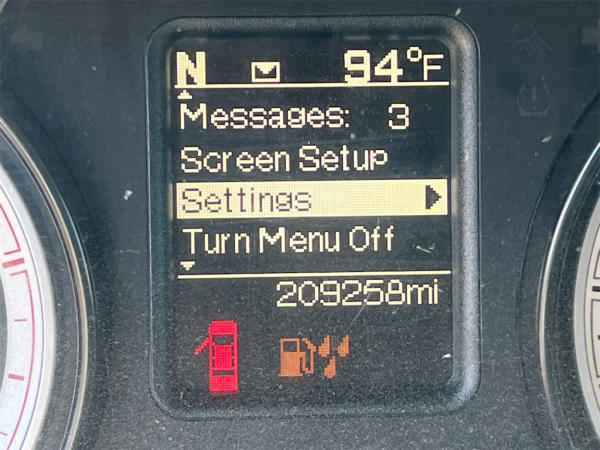 N 94°F
Messages: 3
Screen Setup
Settings
Turn Menu Off
209258mi